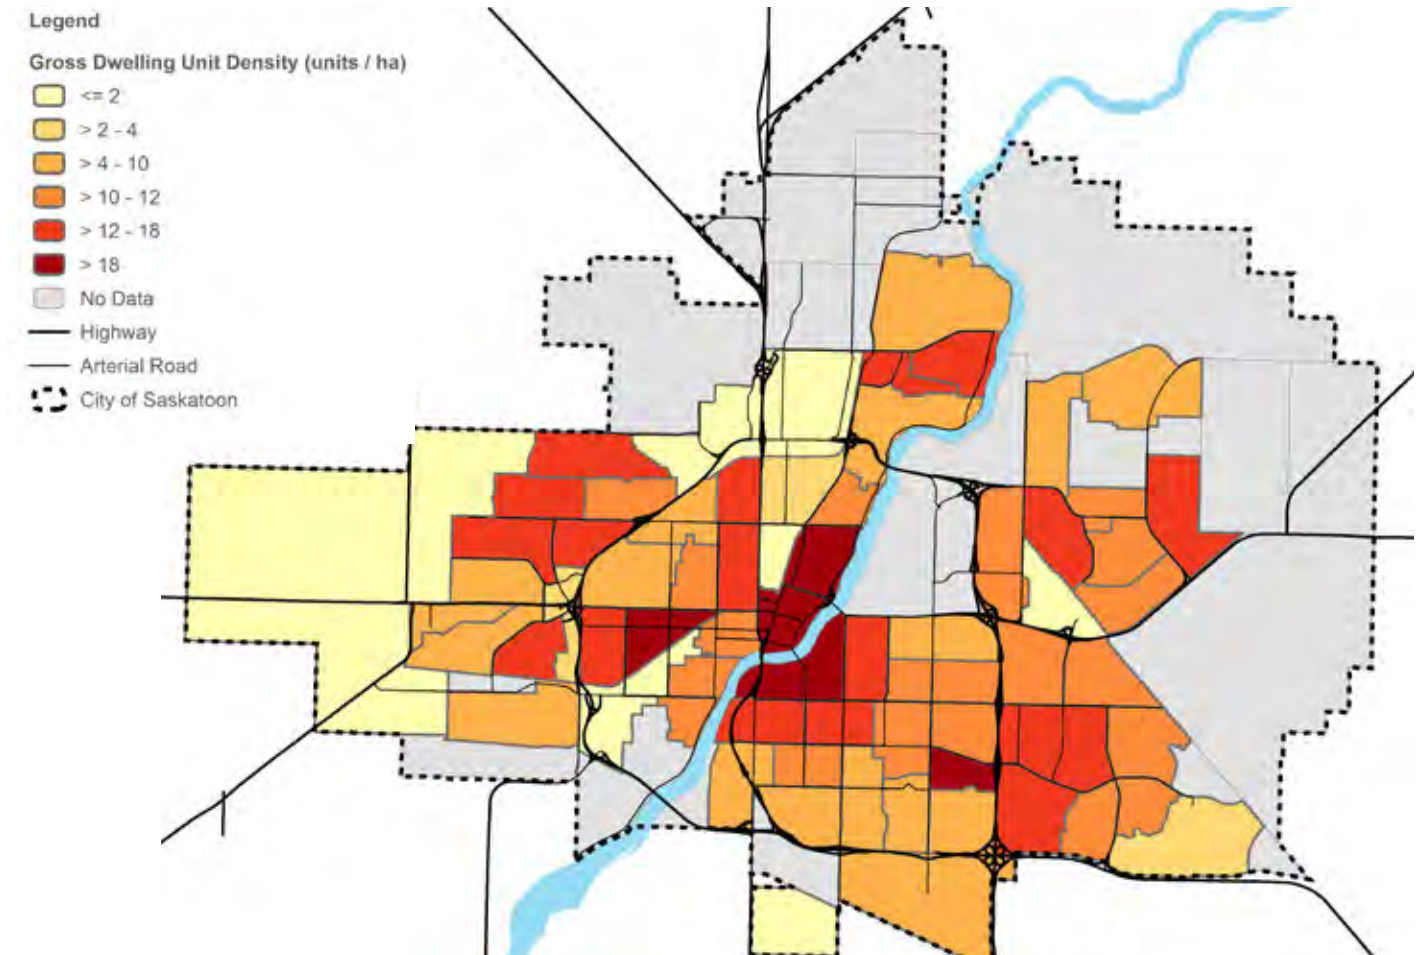 Legend
Gross Dwelling Unit Density (units / ha)
<= 2
> 2 - 4
> 4 - 10
> 10 - 12
> 12 - 18
> 18
No Data
Highway
Arterial Road
City of Saskatoon